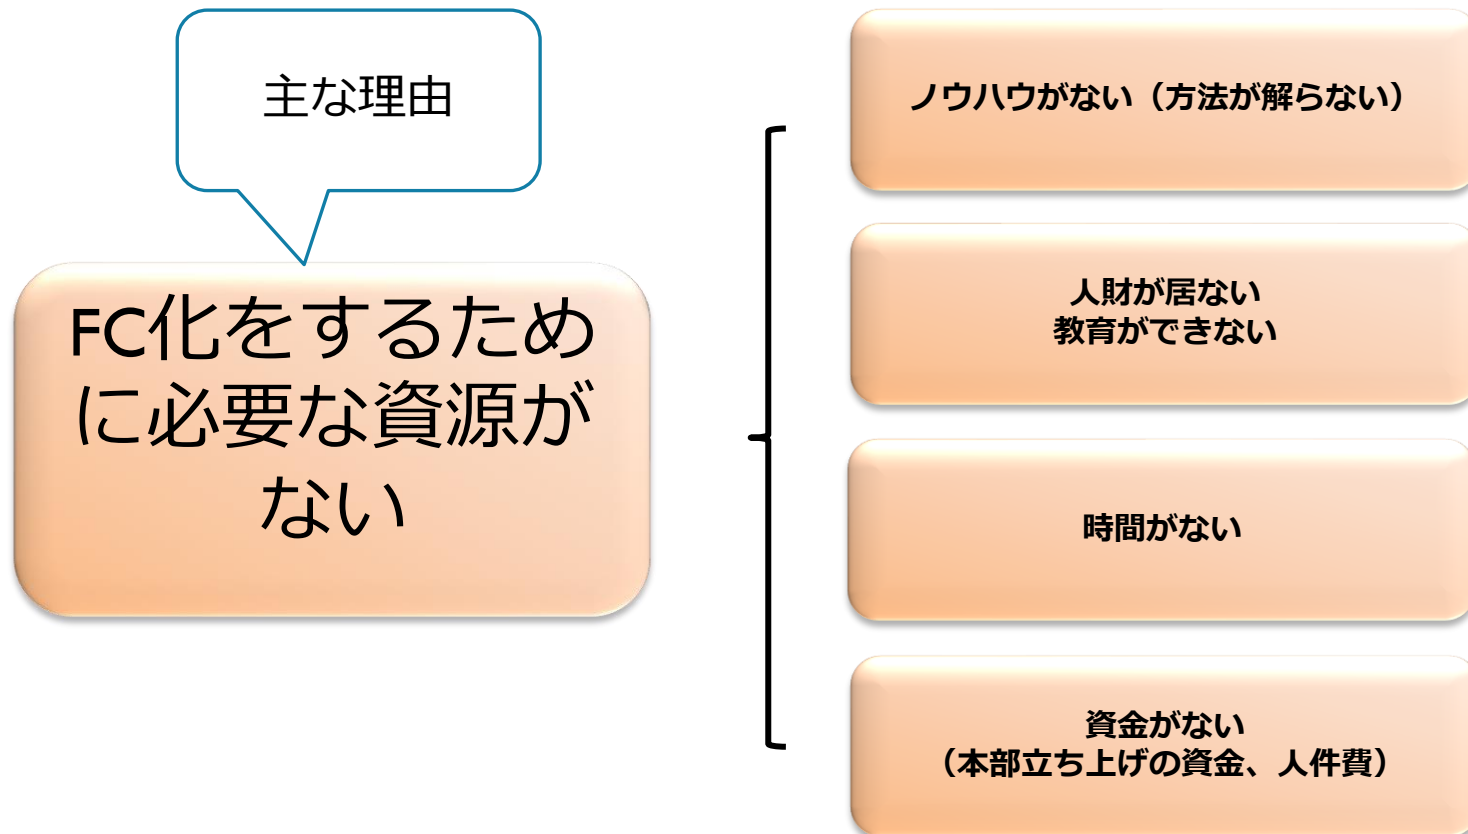 主な理由
FC化をするため
に必要な資源が
ない
ノウハウがない（方法が解らない）
人財が居ない
教育ができない
時間がない
資金がない
（本部立ち上げの資金、人件費）